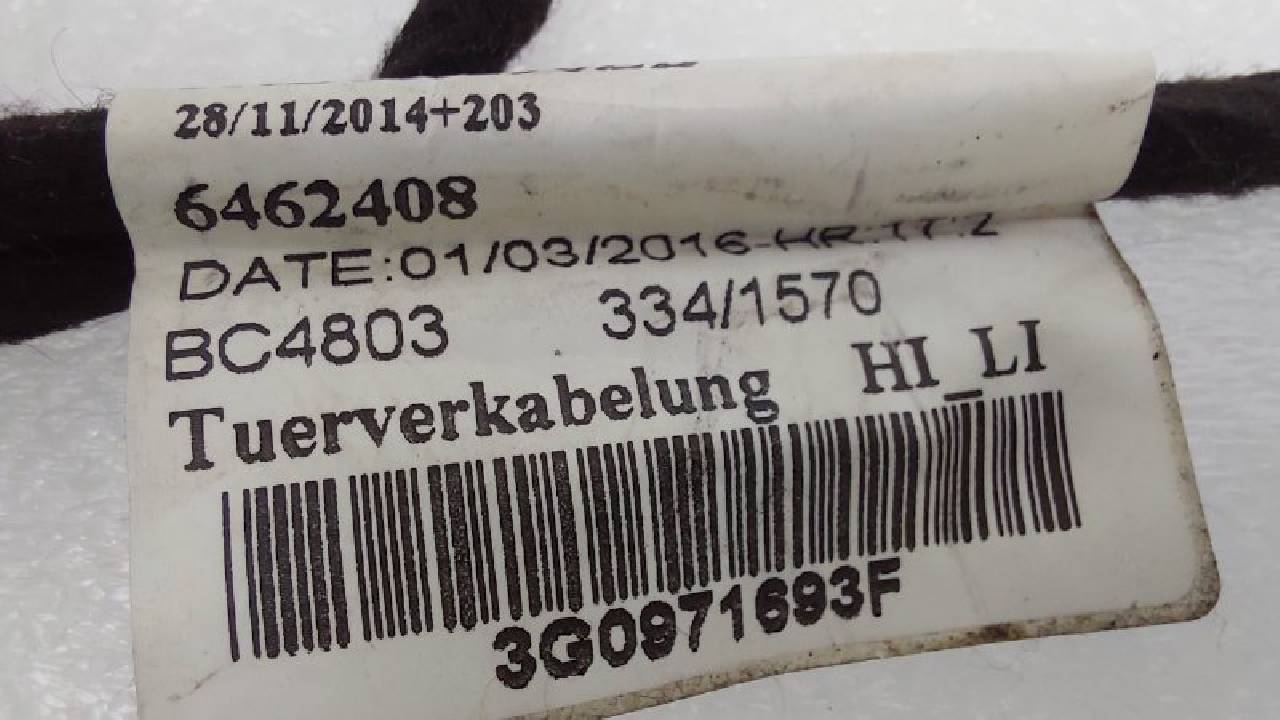 28/11/2014+203
6462408
DATE:01/03/2016-HR:17:2
BC4803 334/1570
Tuerverkabelung HI_LI
3G0971693F